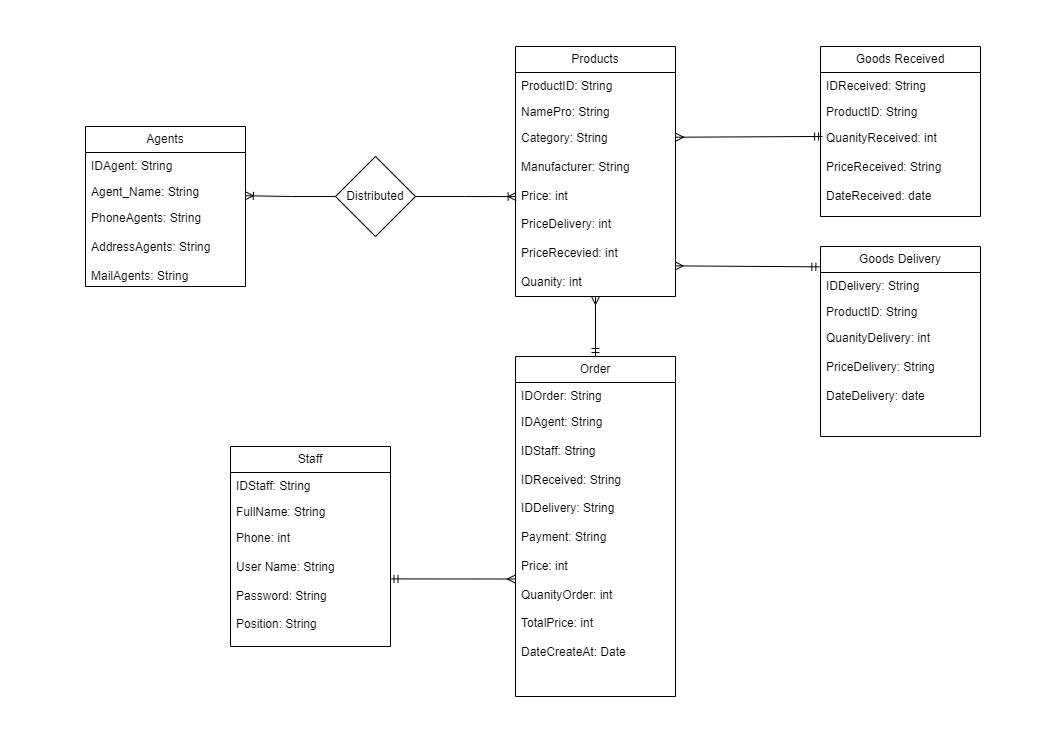 Products
ProductID: String
NamePro: String
Category: String
Manufacturer: String
Price: int
PriceDelivery: int
PriceRecevied: int
Quanity: int
Goods Received
IDReceived: String
ProductID: String
QuanityReceived: int
PriceReceived: String
DateReceived: date
Agents
IDAgent: String
Agent_Name: String
PhoneAgents: String
AddressAgents: String
MailAgents: String
Distributed
Goods Delivery
IDDelivery: String
ProductID: String
QuanityDelivery: int
PriceDelivery: String
DateDelivery: date
Order
IDOrder: String
IDAgent: String
IDStaff: String
IDReceived: String
IDDelivery: String
Payment: String
Price: int
QuanityOrder: int
TotalPrice: int
DateCreateAt: Date
Staff
IDStaff: String
FullName: String
Phone: int
User Name: String
Password: String
Position: String